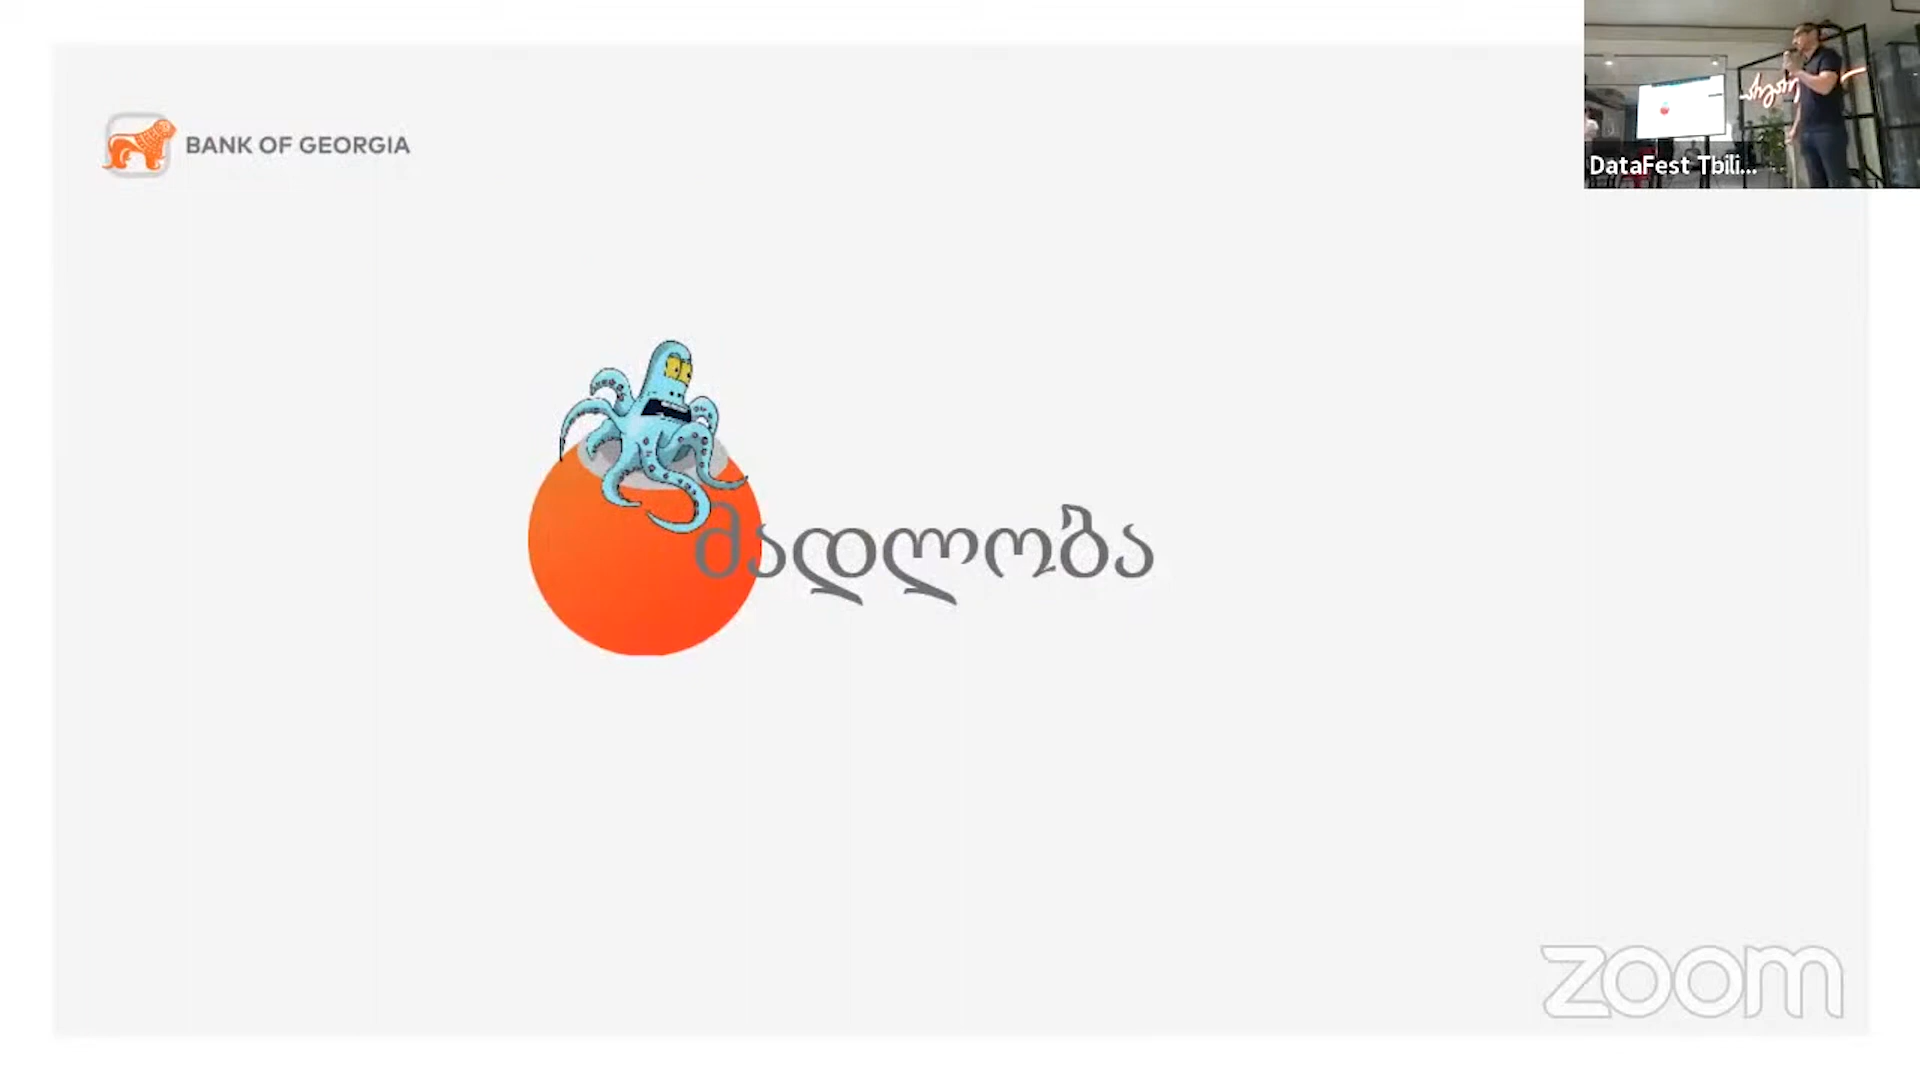 BANK OF GEORGIA
DataFest Tbili...
მადლობა
zoom